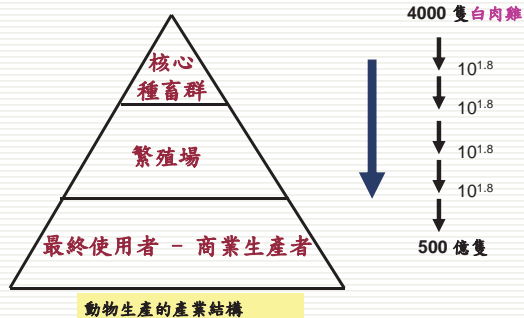 4000 隻白肉雞
核心
種畜群
繁殖場
最終使用者 – 商業生產者
10^1.8
10^1.8
10^1.8
10^1.8
500 億隻
動物生產的產業結構